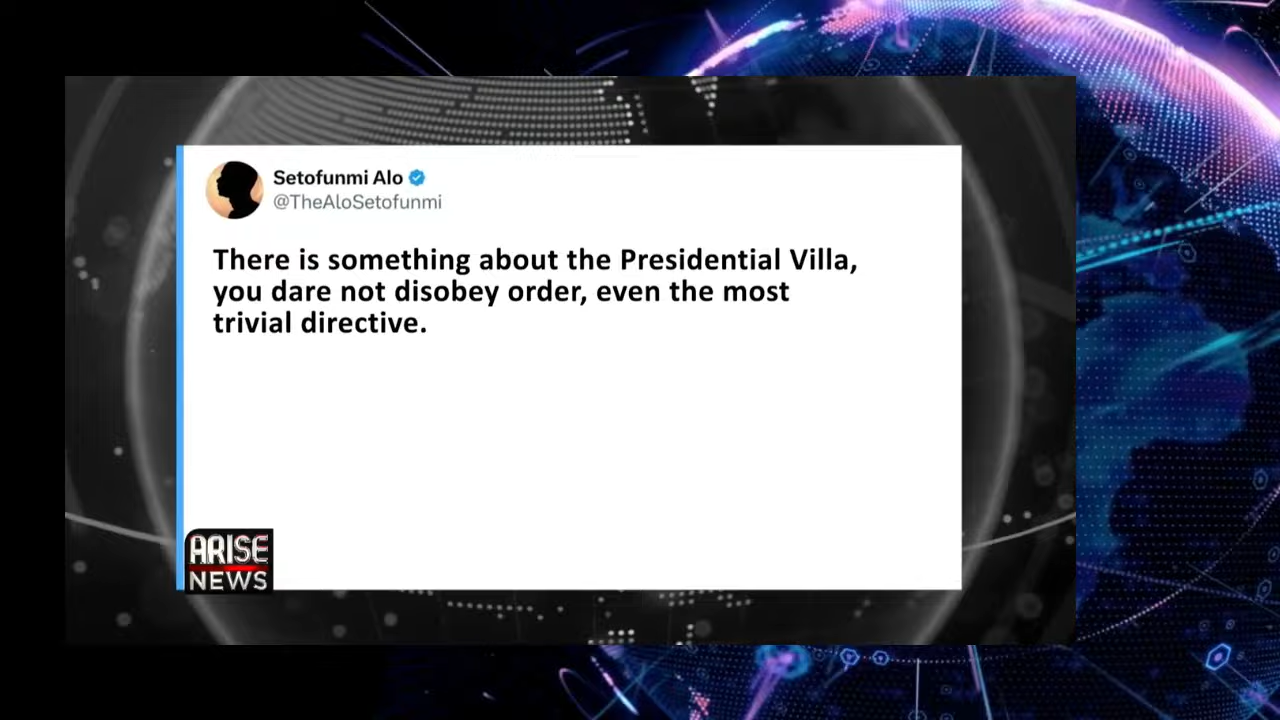 Setofunmi Alo
@TheAloSetofunmi
There is something about the Presidential Villa,
you dare not disobey order, even the most
trivial directive.
ARISE
NEWS